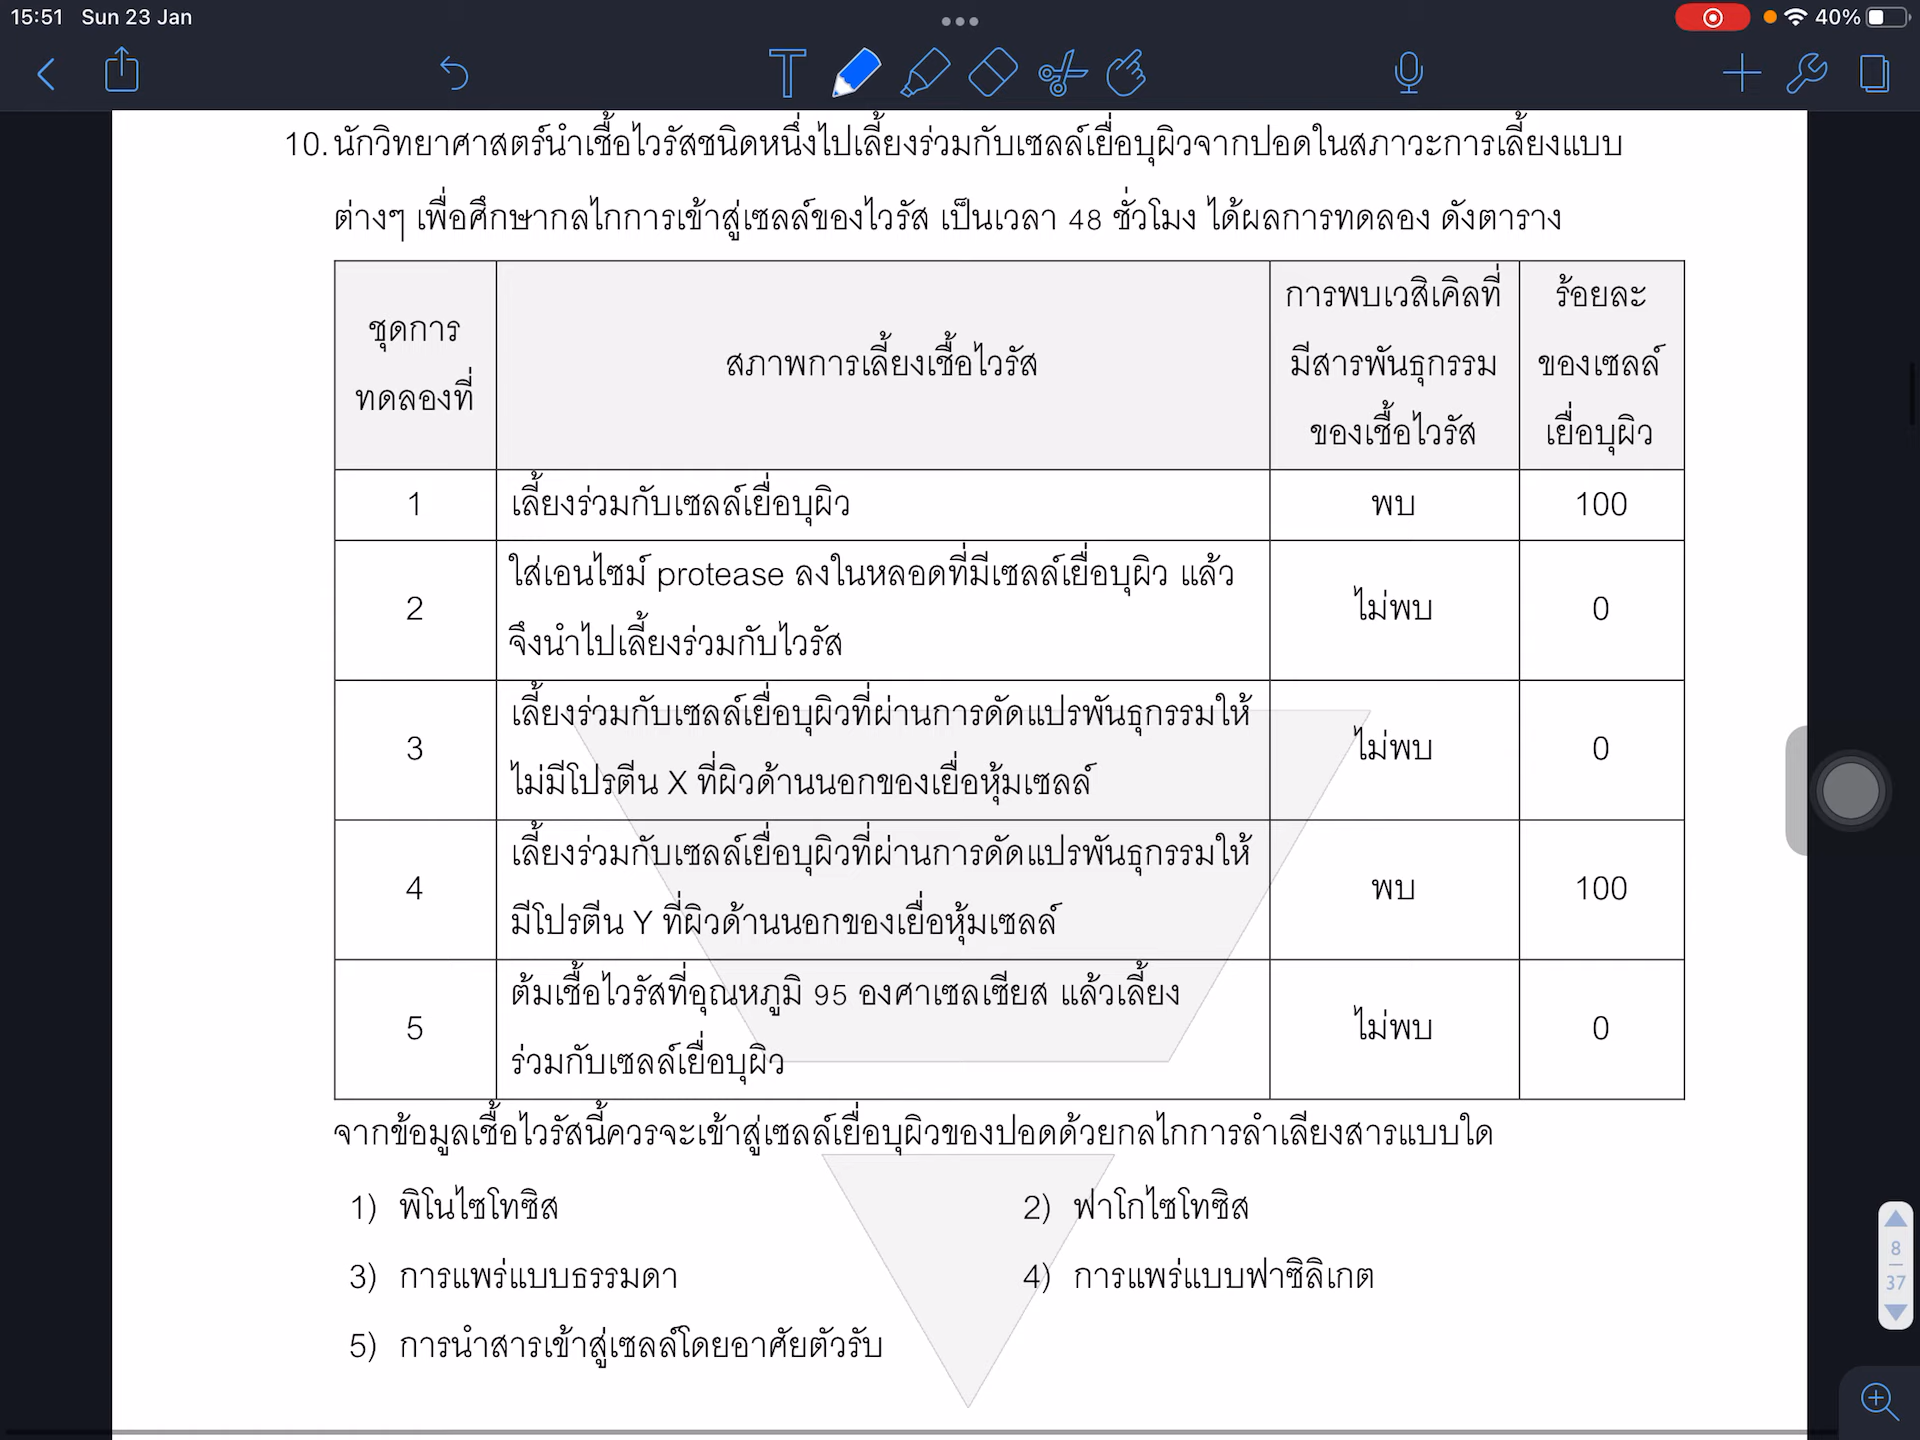 15:51 Sun 23 Jan
40%
10. นักวิทยาศาสตร์นำเชื้อไวรัสชนิดหนึ่งไปเลี้ยงร่วมกับเซลล์เยื่อบุผิวจากปอดในสภาวะการเลี้ยงแบบ
ต่างๆ เพื่อศึกษากลไกการเข้าสู่เซลล์ของไวรัส เป็นเวลา 48 ชั่วโมง ได้ผลการทดลอง ดังตาราง
ชุดการ
ทดลองที่
สภาพการเลี้ยงเชื้อไวรัส
การพบเวสิเคิลที่
มีสารพันธุกรรม
ของเชื้อไวรัส
ร้อยละ
ของเซลล์
เยื่อบุผิว
1
เลี้ยงร่วมกับเซลล์เยื่อบุผิว
พบ
100
2
ใส่เอนไซม์ protease ลงในหลอดที่มีเซลล์เยื่อบุผิว แล้ว
จึงนำไปเลี้ยงร่วมกับไวรัส
ไม่พบ
0
3
เลี้ยงร่วมกับเซลล์เยื่อบุผิวที่ผ่านการดัดแปรพันธุกรรมให้
ไม่มีโปรตีน X ที่ผิวด้านนอกของเยื่อหุ้มเซลล์
ไม่พบ
0
4
เลี้ยงร่วมกับเซลล์เยื่อบุผิวที่ผ่านการดัดแปรพันธุกรรมให้
มีโปรตีน Y ที่ผิวด้านนอกของเยื่อหุ้มเซลล์
พบ
100
5
ต้มเชื้อไวรัสที่อุณหภูมิ 95 องศาเซลเซียส แล้วเลี้ยง
ร่วมกับเซลล์เยื่อบุผิว
ไม่พบ
0
จากข้อมูลเชื้อไวรัสนี้ควรจะเข้าสู่เซลล์เยื่อบุผิวของปอดด้วยกลไกการลำเลียงสารแบบใด
1) พิโนไซโทซิส
2) ฟาโกไซโทซิส
3) การแพร่แบบธรรมดา
4) การแพร่แบบฟาซิลิเกต
5) การนำสารเข้าสู่เซลล์โดยอาศัยตัวรับ
8
37